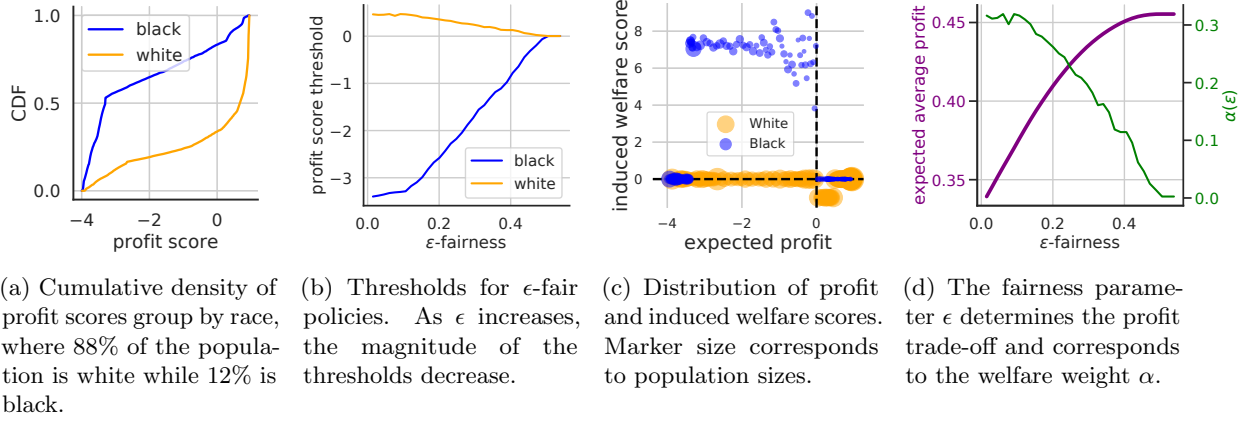 1.0
0.5
0.0
CDF
black
white
−4
−2
0
profit score
0
−1
−2
−3
profit score threshold
black
white
0.0
0.2
0.4
ε-fairness
8
6
4
2
0
induced welfare score
White
Black
−4
−2
0
expected profit
0.45
0.40
0.35
expected average profit
0.3
0.2
0.1
0.0
α(ε)
0.0
0.2
0.4
ε-fairness
(a) Cumulative density of
profit scores group by race,
where 88% of the popula-
tion is white while 12% is
black.
(b) Thresholds for ϵ-fair
policies. As ϵ increases,
the magnitude of the
thresholds decrease.
(c) Distribution of profit
and induced welfare scores.
Marker size corresponds
to population sizes.
(d) The fairness parame-
ter ϵ determines the profit
trade-off and corresponds
to the welfare weight α.